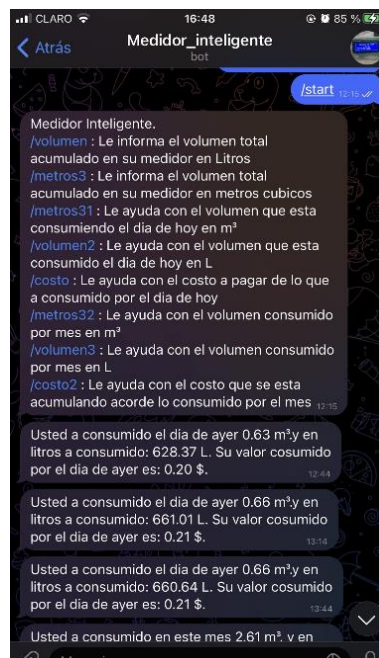 CLARO 16:48 85 %
Atrás Medidor_inteligente
bot
/start 12:15
Medidor Inteligente.
/volumen : Le informa el volumen total
acumulado en su medidor en Litros
/metros3 : Le informa el volumen total
acumulado en su medidor en metros cubicos
/metros31 : Le ayuda con el volumen que esta
consumiendo el dia de hoy en m³
/volumen2 : Le ayuda con el volumen que esta
consumido el dia de hoy en L
/costo : Le ayuda con el costo a pagar de lo que
a consumido por el dia de hoy
/metros32 : Le ayuda con el volumen consumido
por mes en m³
/volumen3 : Le ayuda con el volumen consumido
por mes en L
/costo2 : Le ayuda con el costo que se esta
acumulando acorde lo consumido por el mes 12:15
Usted a consumido el dia de ayer 0.63 m³.y en
litros a consumido: 628.37 L. Su valor cosumido
por el dia de ayer es: 0.20 $. 12:44
Usted a consumido el dia de ayer 0.66 m³.y en
litros a consumido: 661.01 L. Su valor cosumido
por el dia de ayer es: 0.21 $. 13:14
Usted a consumido el dia de ayer 0.66 m³.y en
litros a consumido: 660.64 L. Su valor cosumido
por el dia de ayer es: 0.21 $. 13:44
Usted a consumido en este mes 2.61 m³. y en